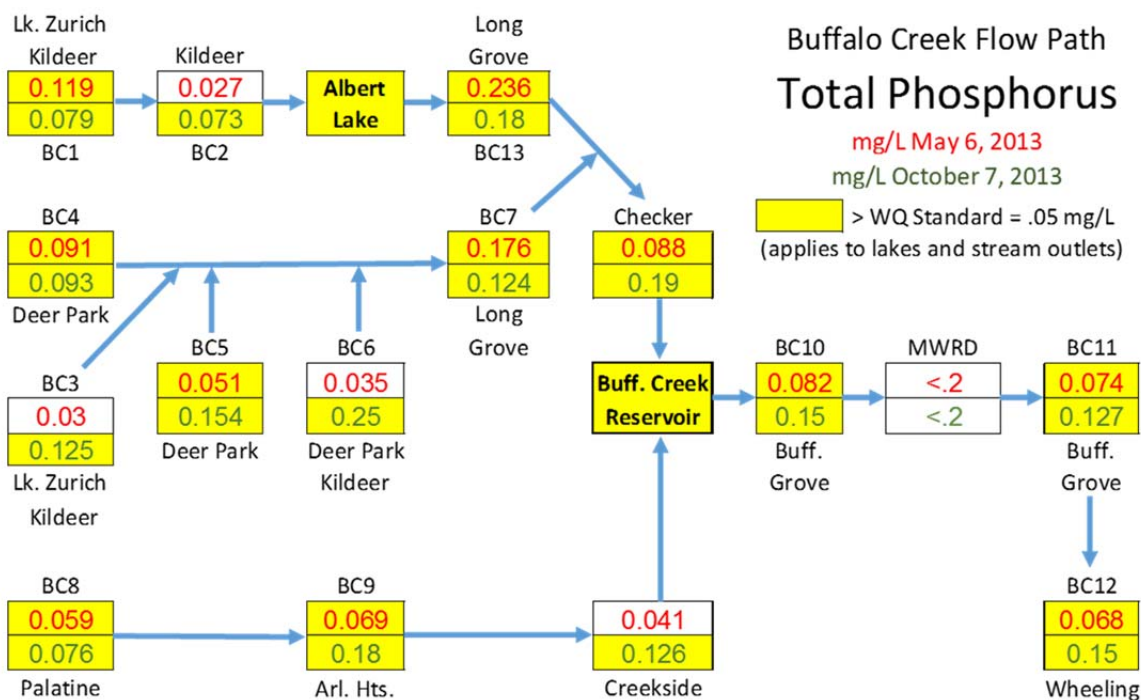 Buffalo Creek Flow Path
Total Phosphorus
mg/L May 6, 2013
mg/L October 7, 2013
> WQ Standard = .05 mg/L
(applies to lakes and stream outlets)
Lk. Zurich
Kildeer
0.119
0.079
BC1
Kildeer
0.027
0.073
BC2
Albert
Lake
Long
Grove
0.236
0.18
BC13
BC4
0.091
0.093
Deer Park
BC7
0.176
0.124
Long
Grove
Checker
0.088
0.19
BC3
0.03
0.125
Lk. Zurich
Kildeer
BC5
0.051
0.154
Deer Park
BC6
0.035
0.25
Deer Park
Kildeer
Buff. Creek
Reservoir
BC10
0.082
0.15
Buff.
Grove
MWRD
<.2
<.2
BC11
0.074
0.127
Buff.
Grove
BC8
0.059
0.076
Palatine
BC9
0.069
0.18
Arl. Hts.
0.041
0.126
Creekside
BC12
0.068
0.15
Wheeling